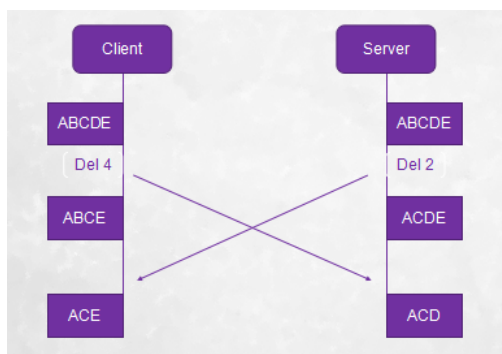 Client Server
ABCDE ABCDE
Del 4 Del 2
ABCE ACDE
ACE ACD